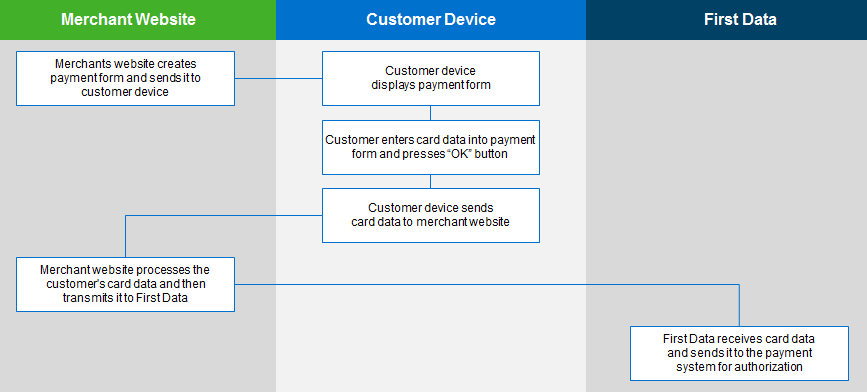 Merchant Website
Customer Device
First Data
Merchants website creates
payment form and sends it to
customer device
Customer device
displays payment form
Customer enters card data into payment
form and presses “OK” button
Customer device sends
card data to merchant website
Merchant website processes the
customer's card data and then
transmits it to First Data
First Data receives card data
and sends it to the payment
system for authorization